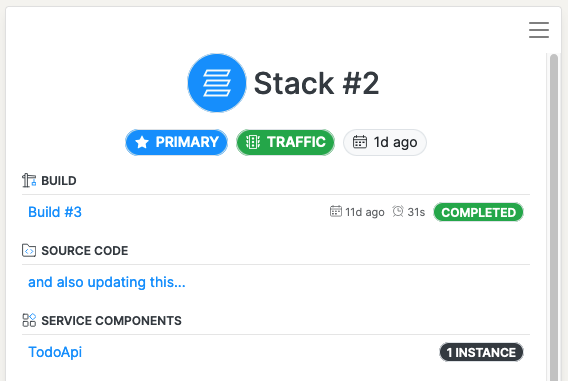 Stack #2
PRIMARY TRAFFIC 1d ago
BUILD
Build #3 11d ago 31s COMPLETED
SOURCE CODE
and also updating this...
SERVICE COMPONENTS
TodoApi 1 INSTANCE